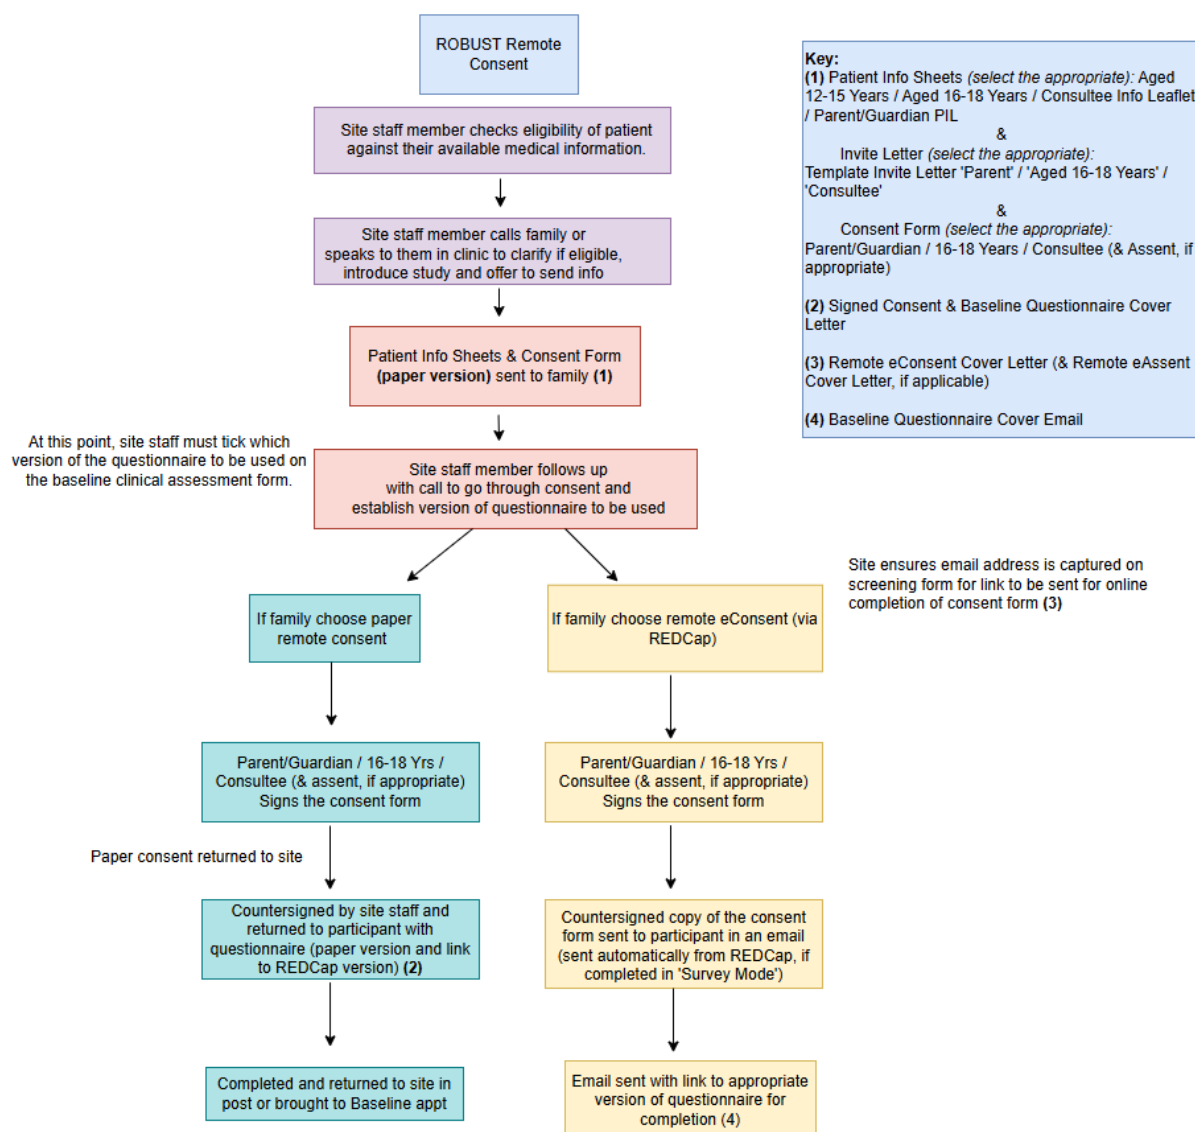 ROBUST Remote
Consent
Key:
(1) Patient Info Sheets (select the appropriate): Aged
12-15 Years / Aged 16-18 Years / Consultee Info Leaflet
/ Parent/Guardian PIL
&
Invite Letter (select the appropriate):
Template Invite Letter 'Parent' / 'Aged 16-18 Years' /
'Consultee'
&
Consent Form (select the appropriate):
Parent/Guardian / 16-18 Years / Consultee (& Assent, if
appropriate)
(2) Signed Consent & Baseline Questionnaire Cover
Letter
(3) Remote eConsent Cover Letter (& Remote eAssent
Cover Letter, if applicable)
(4) Baseline Questionnaire Cover Email
Site staff member checks eligibility of patient
against their available medical information.
Site staff member calls family or
speaks to them in clinic to clarify if eligible,
introduce study and offer to send info
Patient Info Sheets & Consent Form
(paper version) sent to family (1)
At this point, site staff must tick which
version of the questionnaire to be used on
the baseline clinical assessment form.
Site staff member follows up
with call to go through consent and
establish version of questionnaire to be used
Site ensures email address is captured on
screening form for link to be sent for online
completion of consent form (3)
If family choose paper
remote consent
If family choose remote eConsent (via
REDCap)
Parent/Guardian / 16-18 Yrs /
Consultee (& assent, if appropriate)
Signs the consent form
Parent/Guardian / 16-18 Yrs /
Consultee (& assent, if appropriate)
Signs the consent form
Paper consent returned to site
Countersigned by site staff and
returned to participant with
questionnaire (paper version and link
to REDCap version) (2)
Countersigned copy of the consent
form sent to participant in an email
(sent automatically from REDCap, if
completed in 'Survey Mode')
Completed and returned to site in
post or brought to Baseline appt
Email sent with link to appropriate
version of questionnaire for
completion (4)